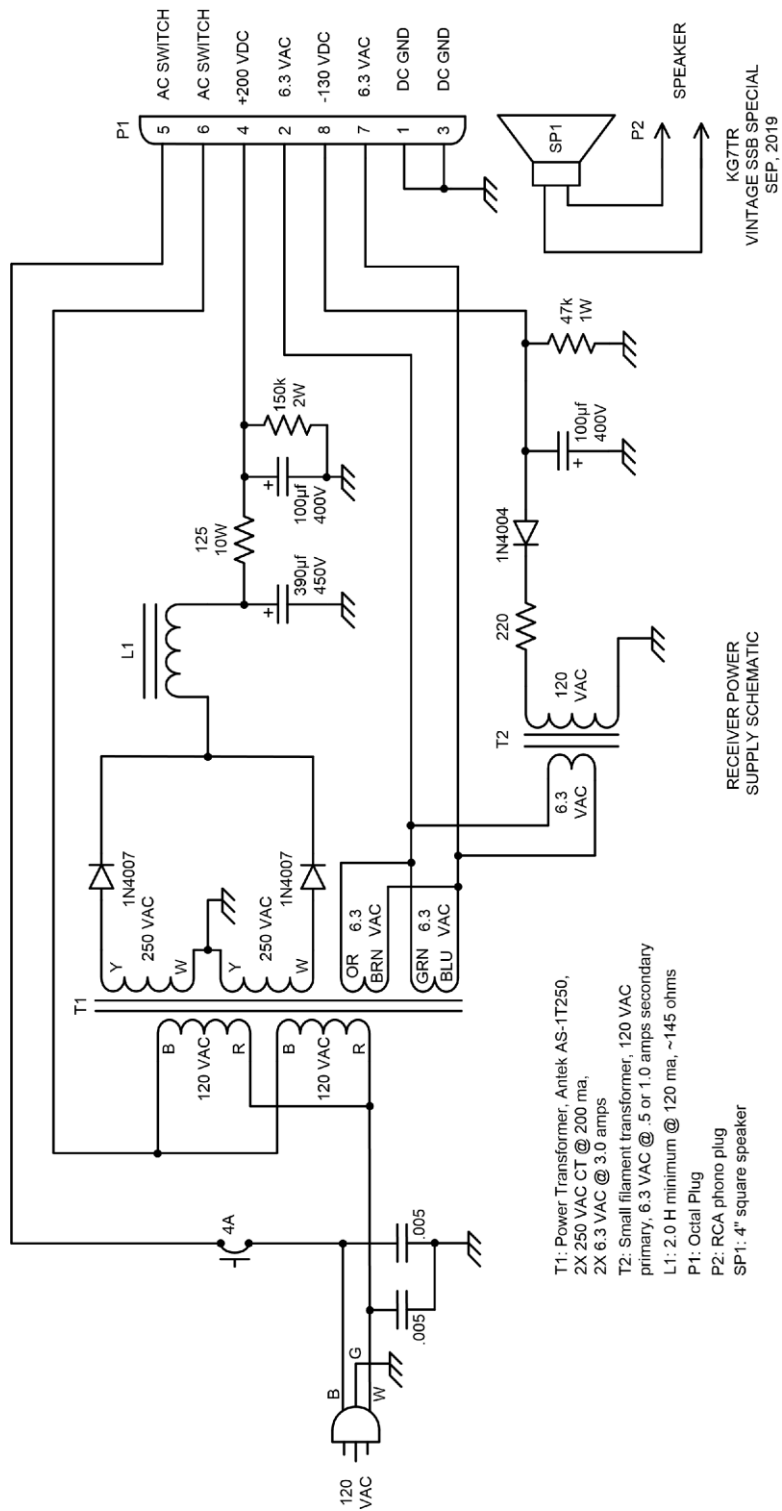 P1
5
AC SWITCH
6
AC SWITCH
4
+200 VDC
2
6.3 VAC
8
-130 VDC
7
6.3 VAC
1
DC GND
3
DC GND
SP1
P2
SPEAKER
KG7TR
VINTAGE SSB SPECIAL
SEP, 2019
L1
125
10W
390µf
450V
+
100µf
400V
+
150k
2W
1N4007
1N4007
T1
Y
250 VAC
W
Y
250 VAC
W
B
120 VAC
R
B
120 VAC
R
OR
6.3
BRN
VAC
GRN
6.3
BLU
VAC
4A
.005
.005
B
G
W
120
VAC
T2
6.3
VAC
120
VAC
220
1N4004
+
100µf
400V
47k
1W
RECEIVER POWER
SUPPLY SCHEMATIC
T1: Power Transformer, Antek AS-1T250,
2X 250 VAC CT @ 200 ma,
2X 6.3 VAC @ 3.0 amps
T2: Small filament transformer, 120 VAC
primary, 6.3 VAC @ .5 or 1.0 amps secondary
L1: 2.0 H minimum @ 120 ma, ~145 ohms
P1: Octal Plug
P2: RCA phono plug
SP1: 4" square speaker